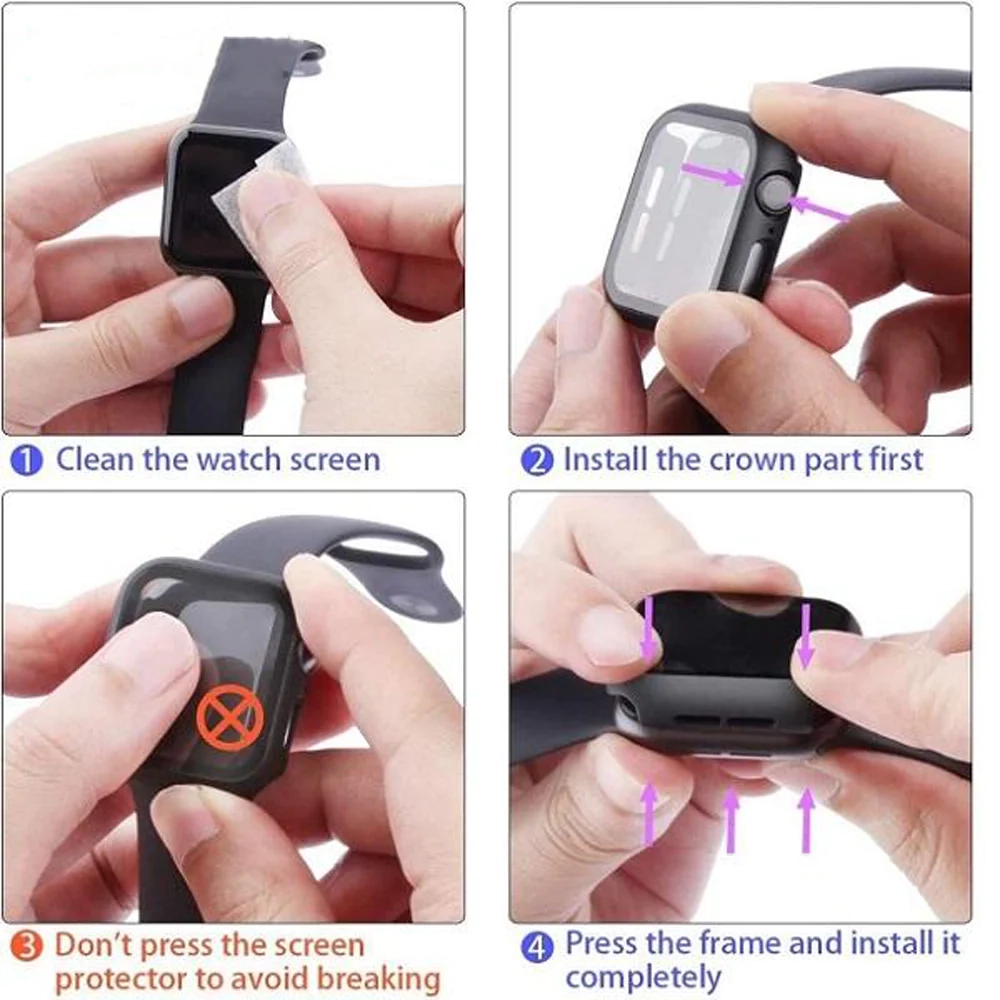 1 Clean the watch screen
2 Install the crown part first
3 Don't press the screen
protector to avoid breaking
4 Press the frame and install it
completely